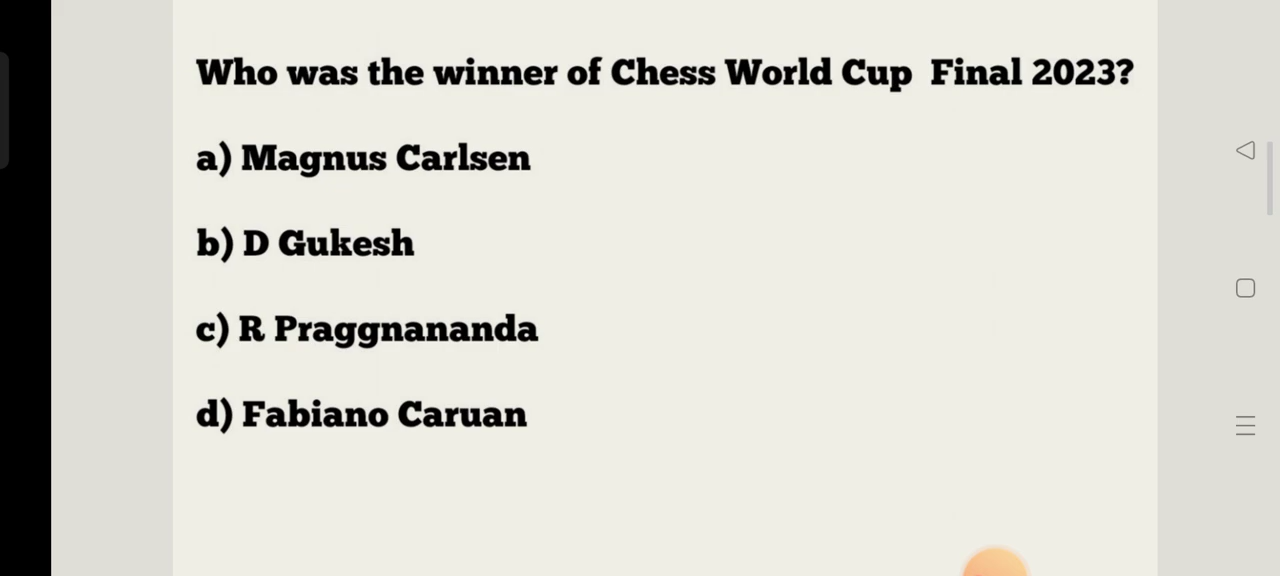 Who was the winner of Chess World Cup Final 2023?
a) Magnus Carlsen
b) D Gukesh
c) R Praggnananda
d) Fabiano Caruan